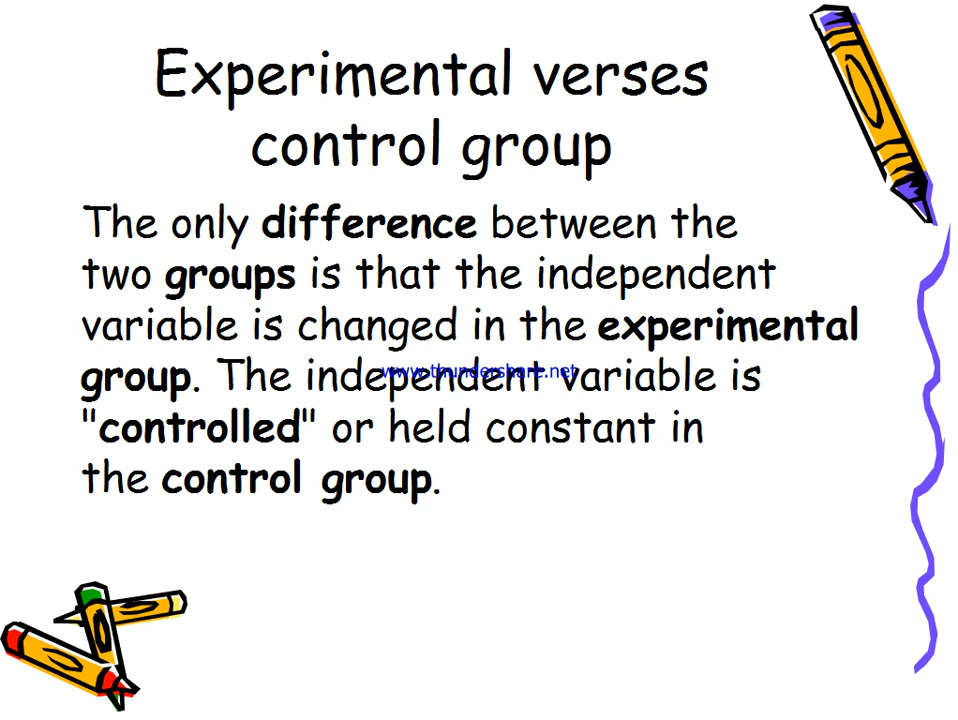 Experimental verses
control group
The only difference between the
two groups is that the independent
variable is changed in the experimental
group. The independent variable is
www.thundershare.net
"controlled" or held constant in
the control group.